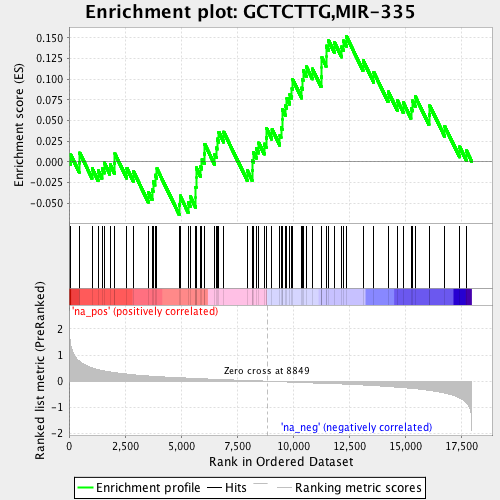 Enrichment plot: GCTCTTG,MIR-335
Enrichment score (ES)
0.150
0.125
0.100
0.075
0.050
0.025
0.000
-0.025
-0.050
'na_pos' (positively correlated)
Ranked list metric (PreRanked)
2
1
0
-1
-2
Zero cross at 8849
'na_neg' (negatively correlated)
0
2,500
5,000
7,500
10,000
12,500
15,000
17,500
Rank in Ordered Dataset
Enrichment profile
Hits
Ranking metric scores